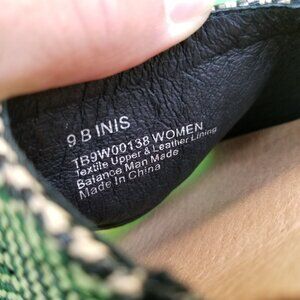 9 B INIS
TB9W00138 WOMEN
Textile Upper & Leather Lining
Balance Man Made
Made In China